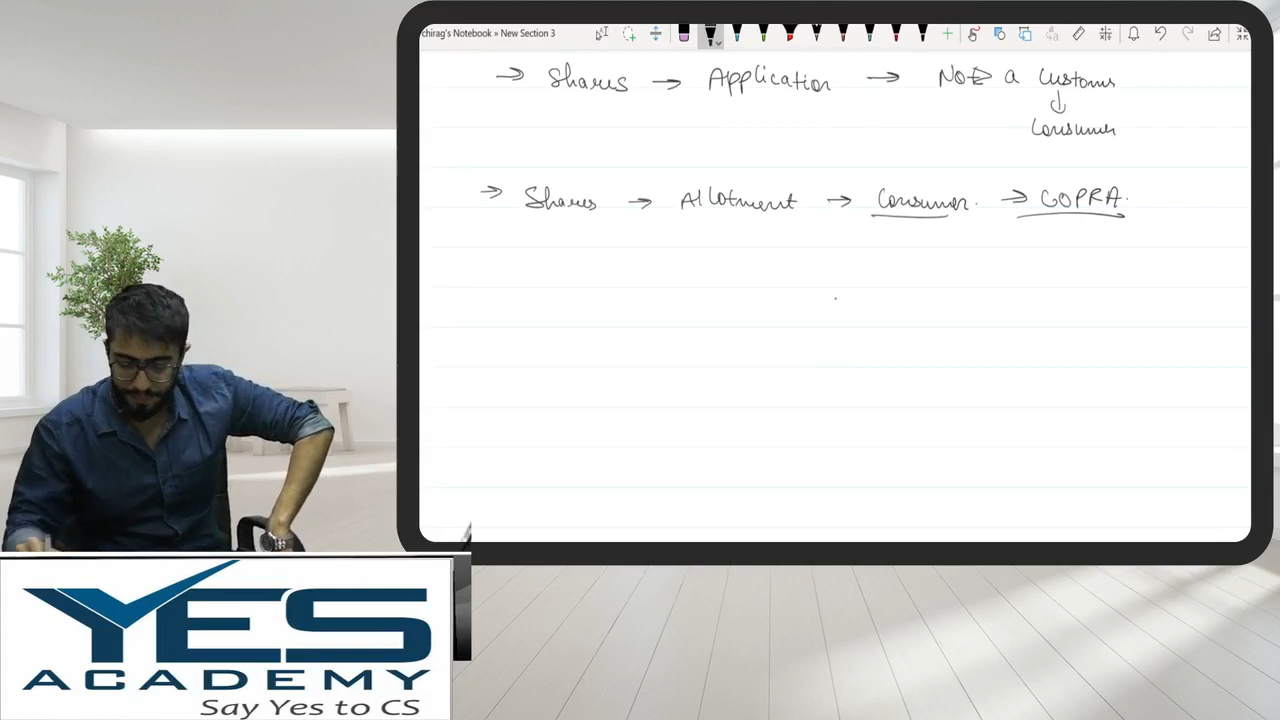 chirag's Notebook » New Section 3
→ Shares → Application → Not a Customer
↓
Consumer
→ Shares → Allotment → Consumer. → COPRA.
YES
ACADEMY
Say Yes to CS